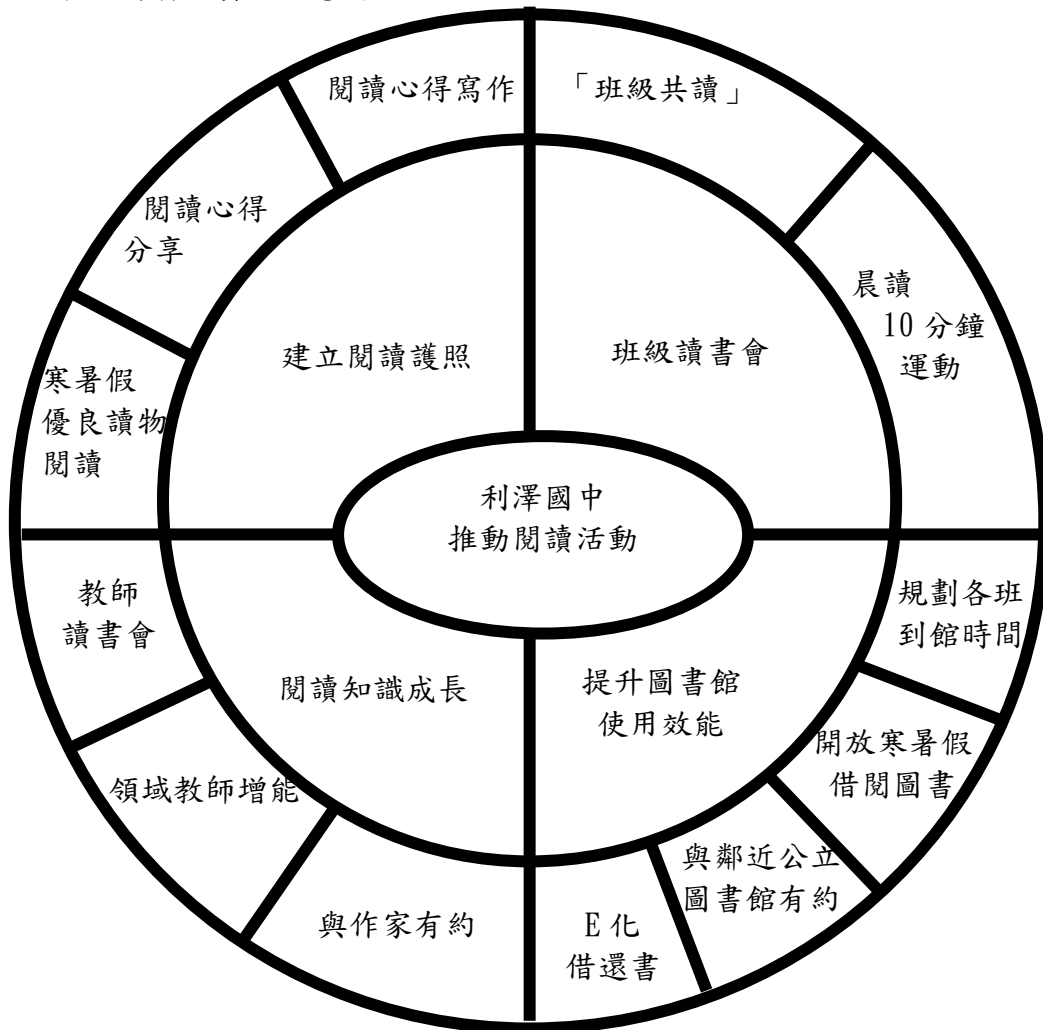 閱讀心得寫作
「班級共讀」
閱讀心得
分享
晨讀
10 分鐘
運動
建立閱讀護照
班級讀書會
寒暑假
優良讀物
閱讀
利澤國中
推動閱讀活動
教師
讀書會
規劃各班
到館時間
閱讀知識成長
提升圖書館
使用效能
開放寒暑假
借閱圖書
領域教師增能
與鄰近公立
圖書館有約
與作家有約
E 化
借還書